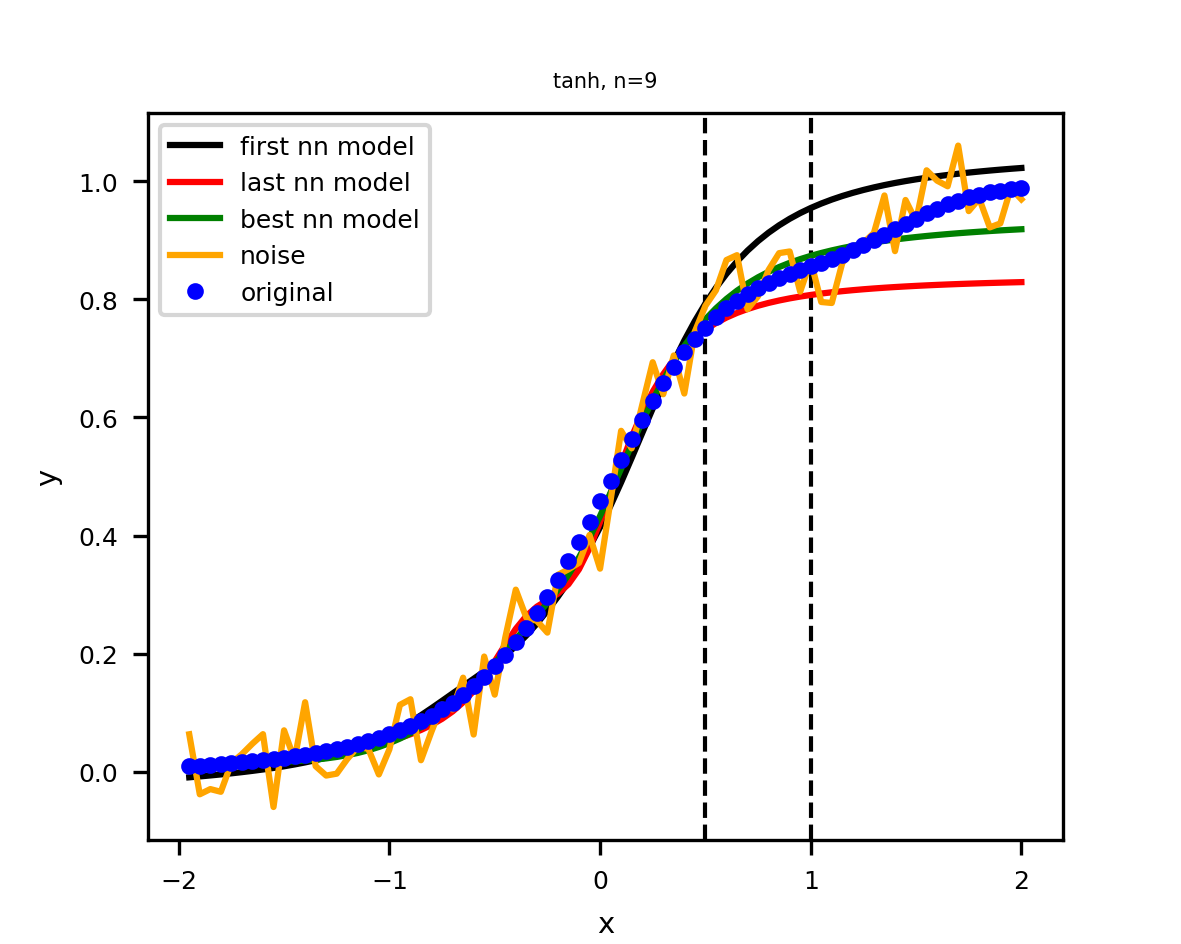 tanh, n=9
first nn model
last nn model
best nn model
noise
original
1.0
0.8
0.6
0.4
0.2
0.0
y
−2
−1
0
1
2
x